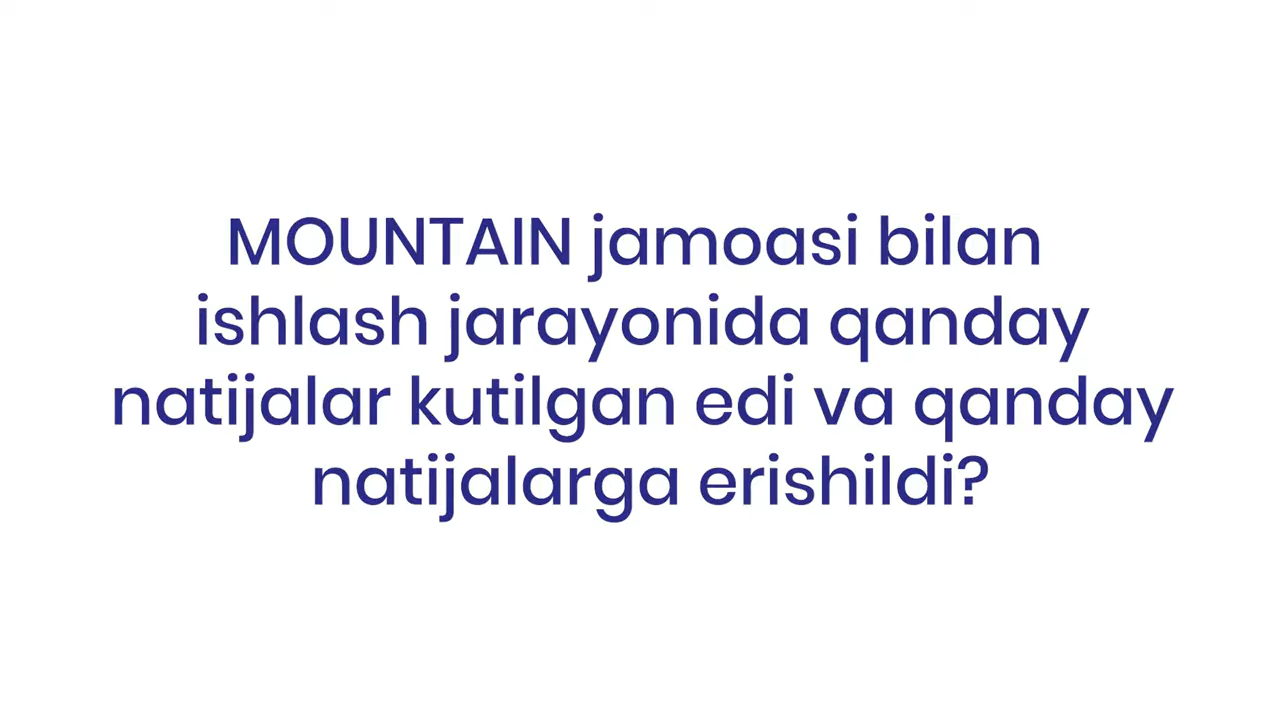 MOUNTAIN jamoasi bilan
ishlash jarayonida qanday
natijalar kutilgan edi va qanday
natijalarga erishildi?